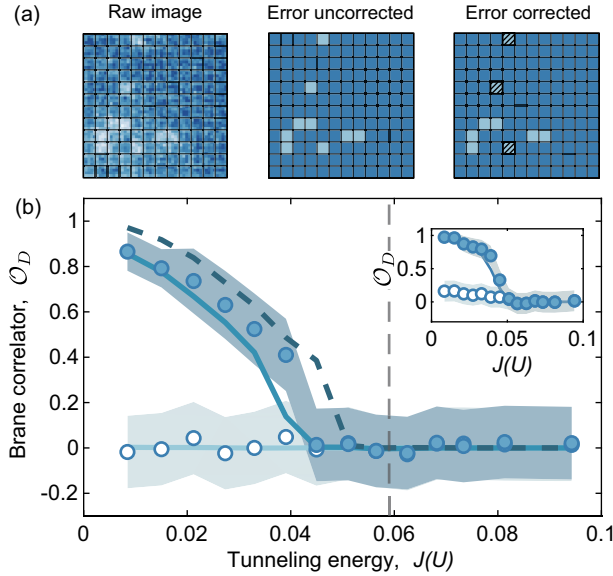 (a)
Raw image
Error uncorrected
Error corrected
(b)
Brane correlator, 𝒪_D
1
0.8
0.6
0.4
0.2
0
-0.2
0
0.02
0.04
0.06
0.08
0.1
Tunneling energy, J(U)
𝒪_D
1
0.5
0
0
0.05
0.1
J(U)